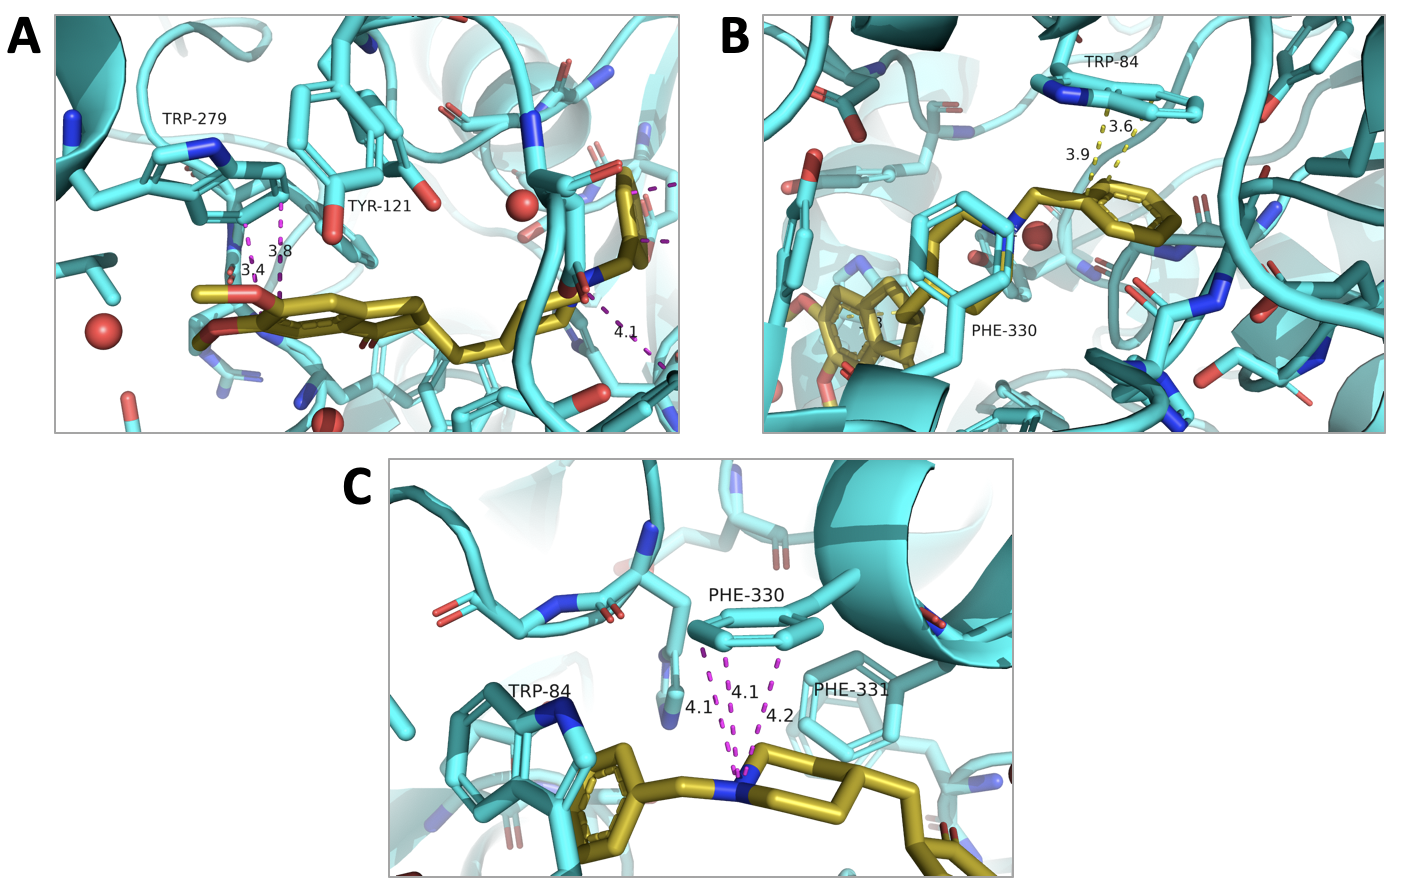 A
TRP-279
TYR-121
3.8
3.4
4.1
B
TRP-84
3.6
3.9
PHE-330
C
PHE-330
TRP-84
PHE-331
4.1
4.1
4.2